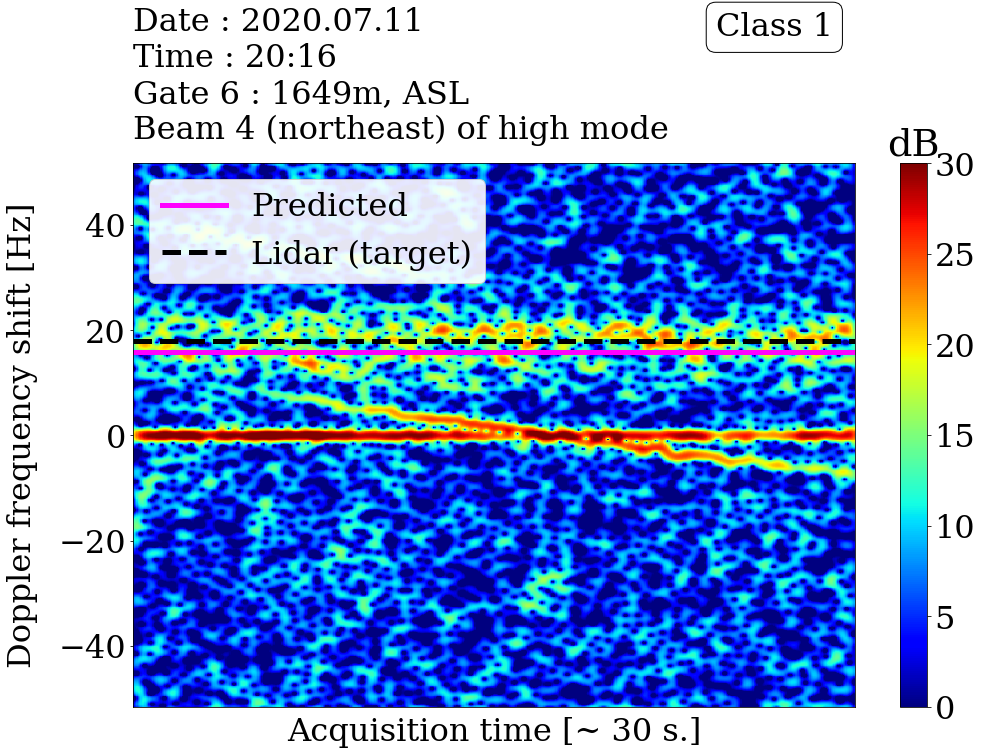 Date : 2020.07.11
Time : 20:16
Gate 6 : 1649m, ASL
Beam 4 (northeast) of high mode
Class 1
dB
Predicted
Lidar (target)
Doppler frequency shift [Hz]
40
20
0
−20
−40
Acquisition time [~ 30 s.]
30
25
20
15
10
5
0